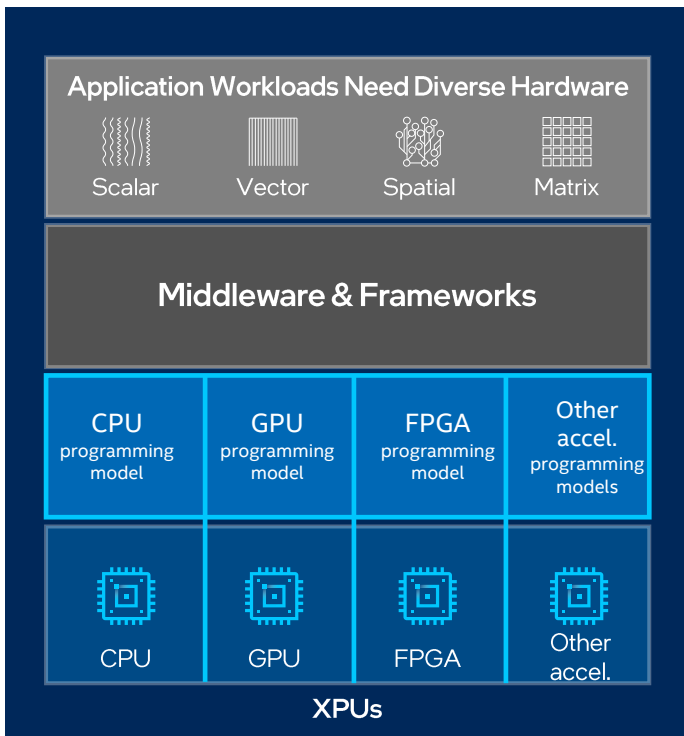 Application Workloads Need Diverse Hardware
Scalar
Vector
Spatial
Matrix
Middleware & Frameworks
CPU
programming
model
GPU
programming
model
FPGA
programming
model
Other
accel.
programming
models
CPU
GPU
FPGA
Other
accel.
XPUs